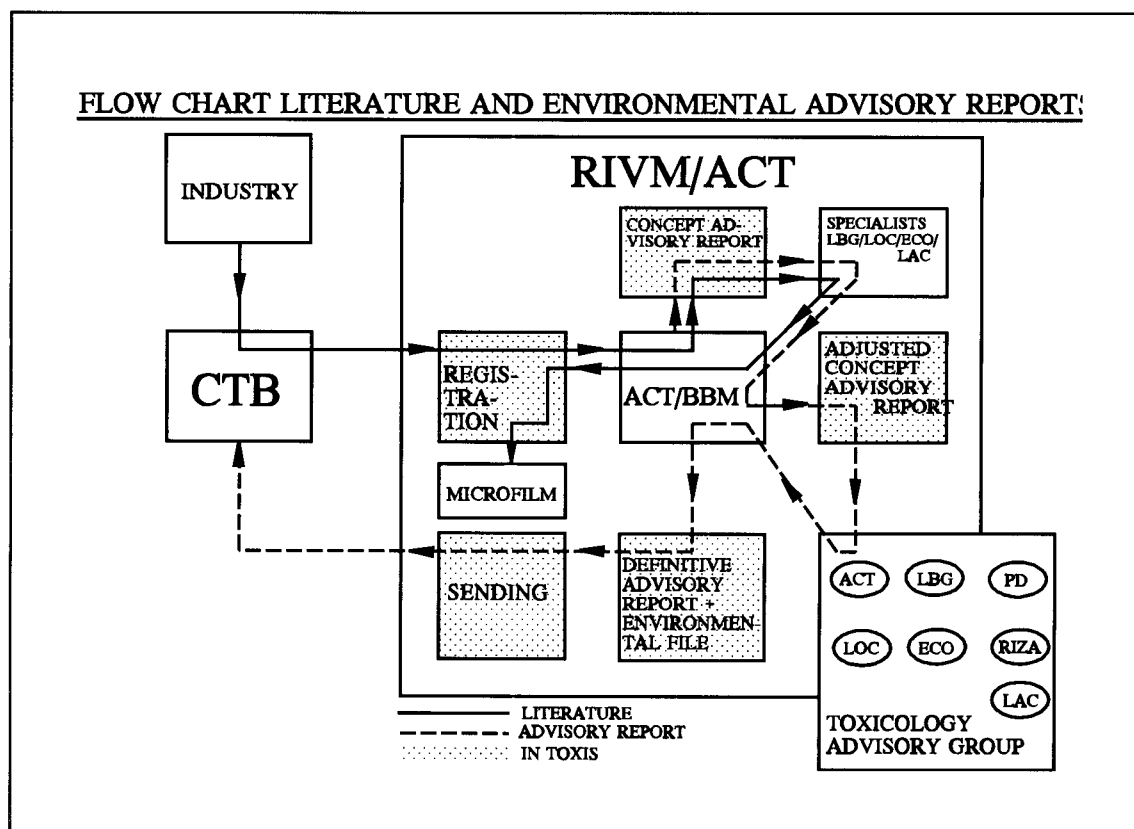 FLOW CHART LITERATURE AND ENVIRONMENTAL ADVISORY REPORTS
RIVM/ACT
INDUSTRY
CONCEPT AD-
VISORY REPORT
SPECIALISTS
LBG/LOC/ECO/
LAC
CTB
REGIS-
TRA-
TION
ACT/BBM
ADJUSTED
CONCEPT
ADVISORY
REPORT
MICROFILM
SENDING
DEFINITIVE
ADVISORY
REPORT +
ENVIRONMEN-
TAL FILE
ACT LBG PD
LOC ECO RIZA
LAC
TOXICOLOGY
ADVISORY GROUP
LITERATURE
ADVISORY REPORT
IN TOXIS